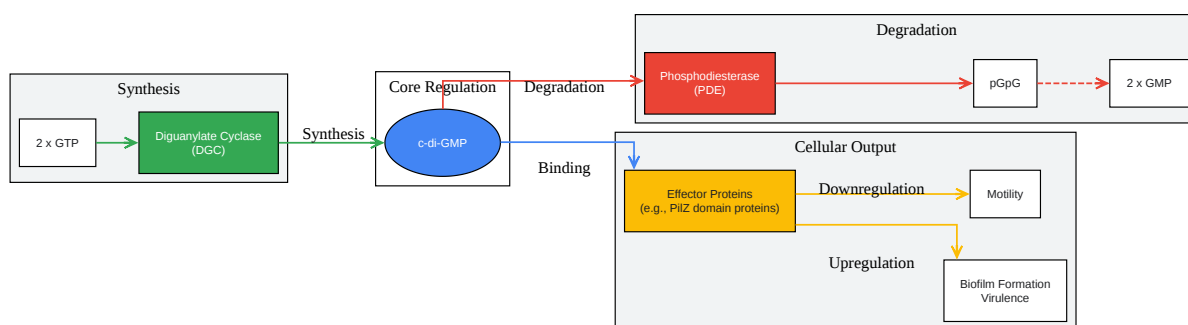 Synthesis
2 x GTP
Diguanylate Cyclase
(DGC)
Synthesis
Core Regulation
c-di-GMP
Degradation
Degradation
Phosphodiesterase
(PDE)
pGpG
2 x GMP
Binding
Cellular Output
Effector Proteins
(e.g., PilZ domain proteins)
Downregulation
Motility
Upregulation
Biofilm Formation
Virulence